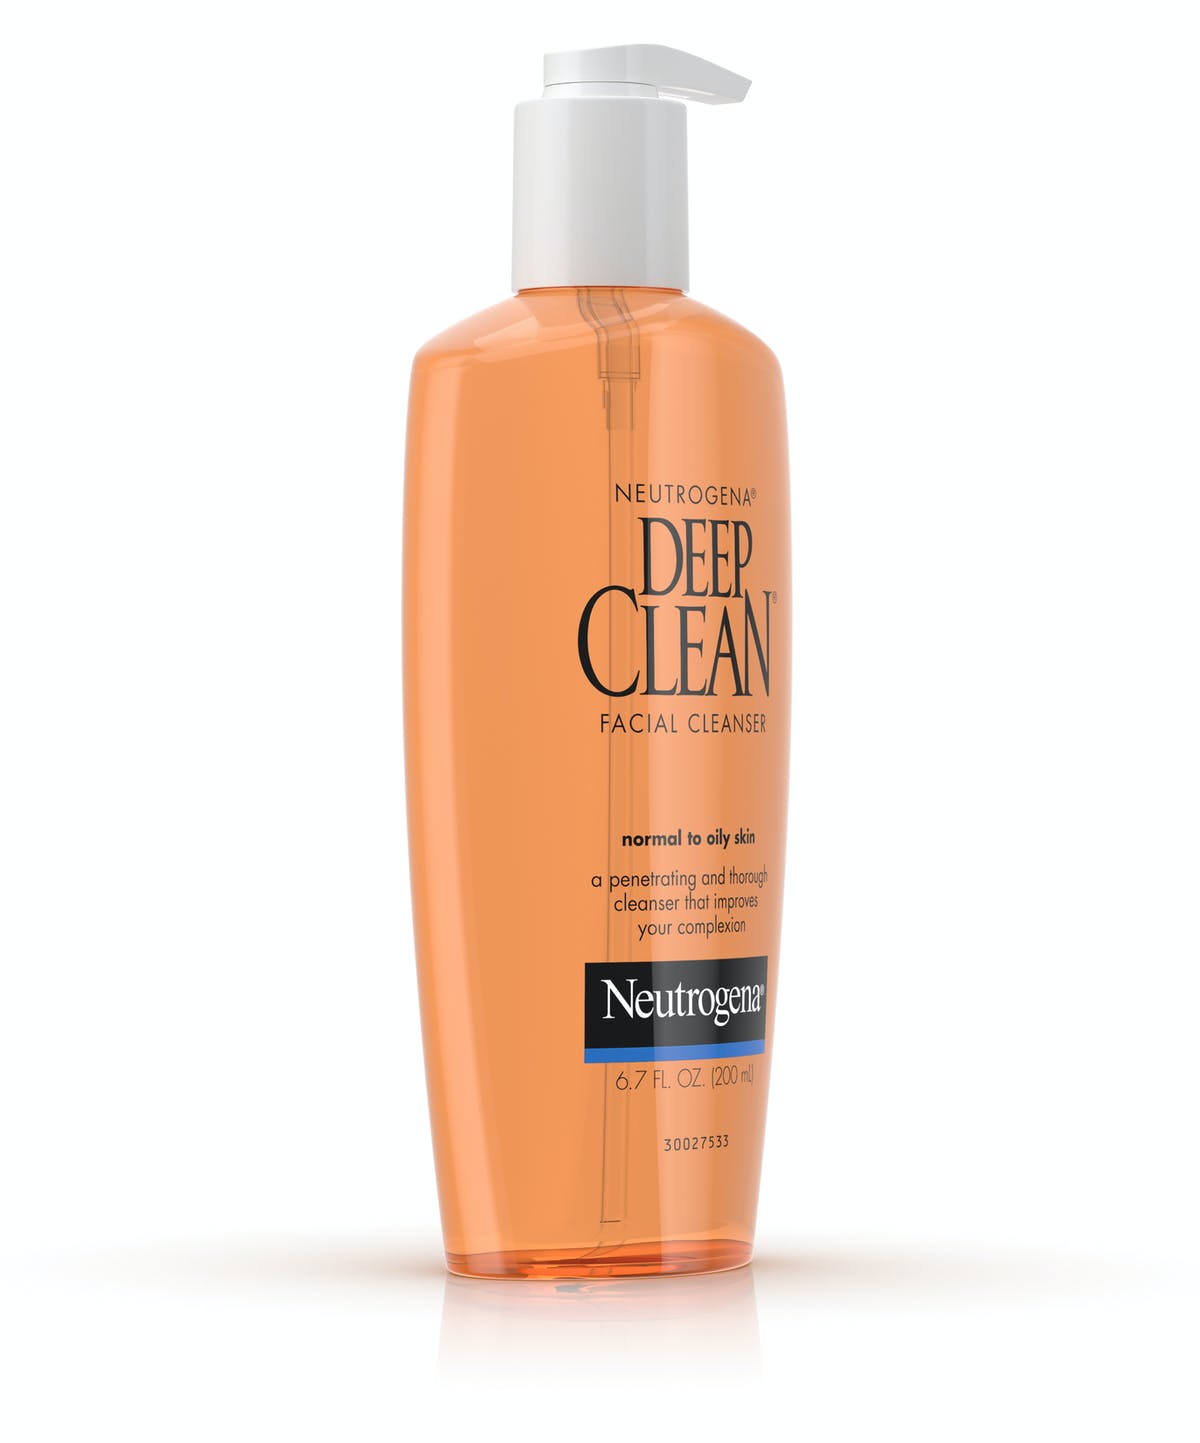 NEUTROGENA®
DEEP
CLEAN®
FACIAL CLEANSER
normal to oily skin
a penetrating and thorough
cleanser that improves
your complexion
Neutrogena®
6.7 FL. OZ. (200 mL)
30027533